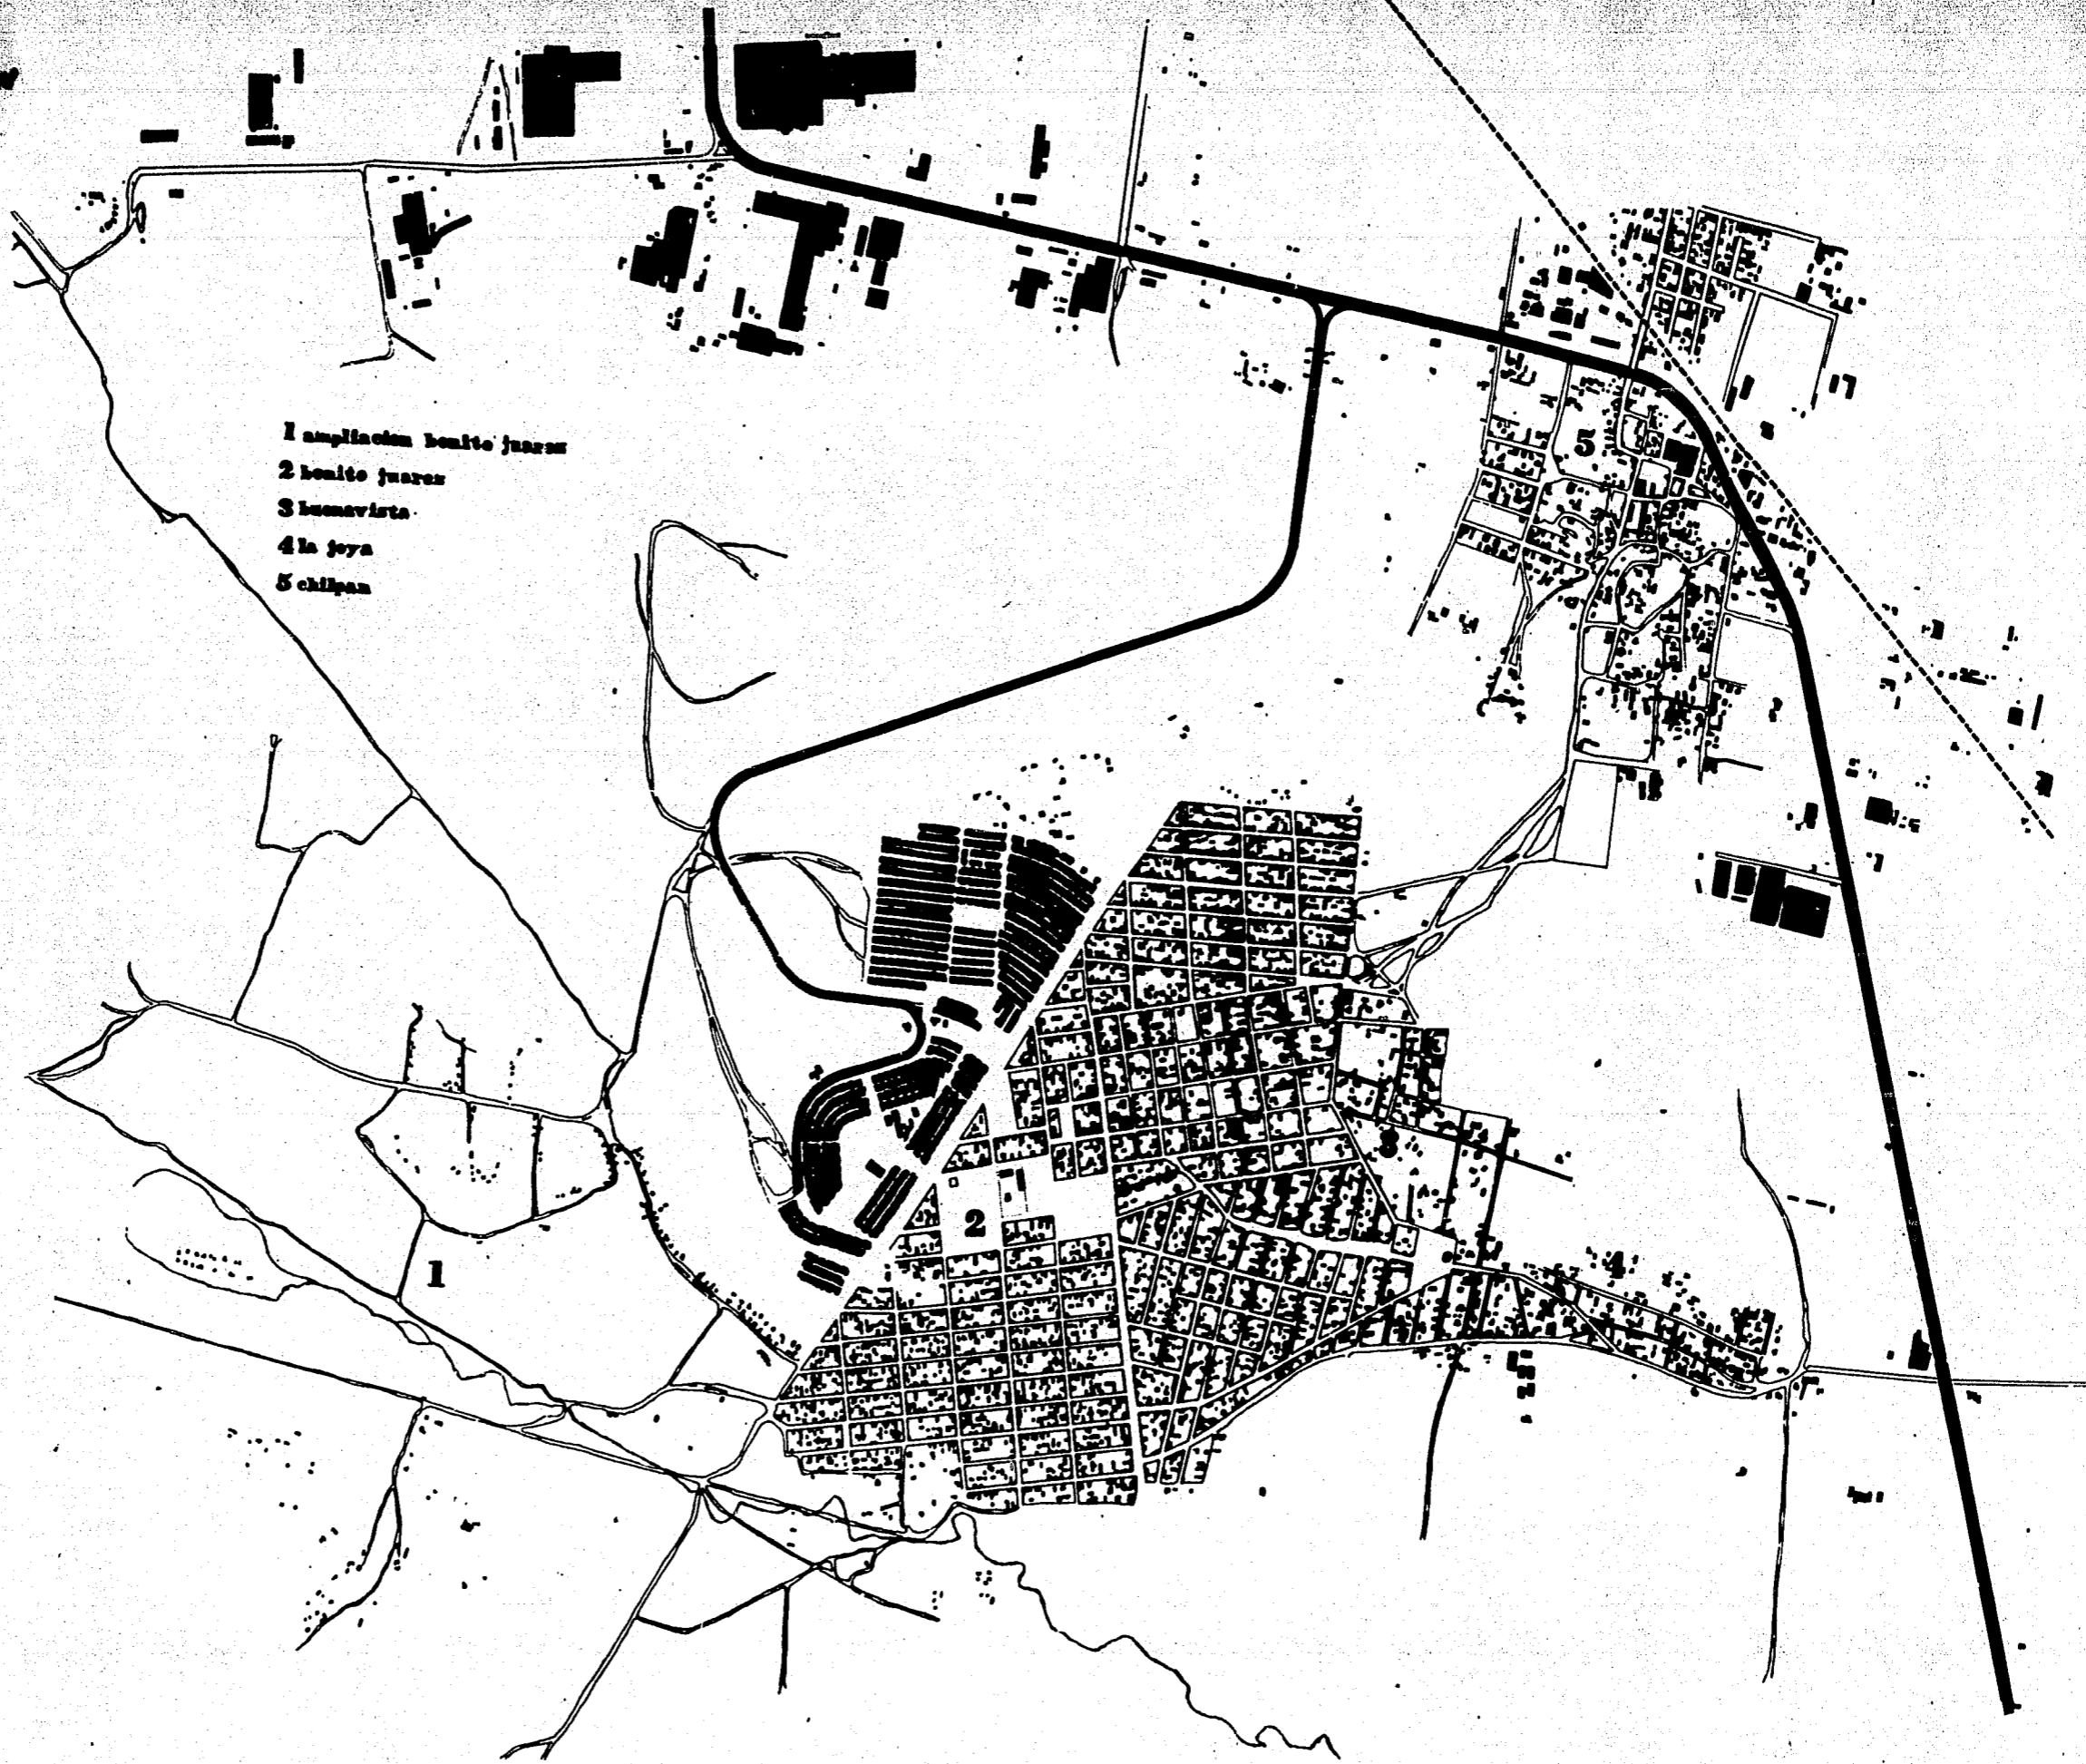 1 ampliacion benito juarez
2 benito juarez
3 buenavista
4 la joya
5 chilpan
5
3
2
4
1